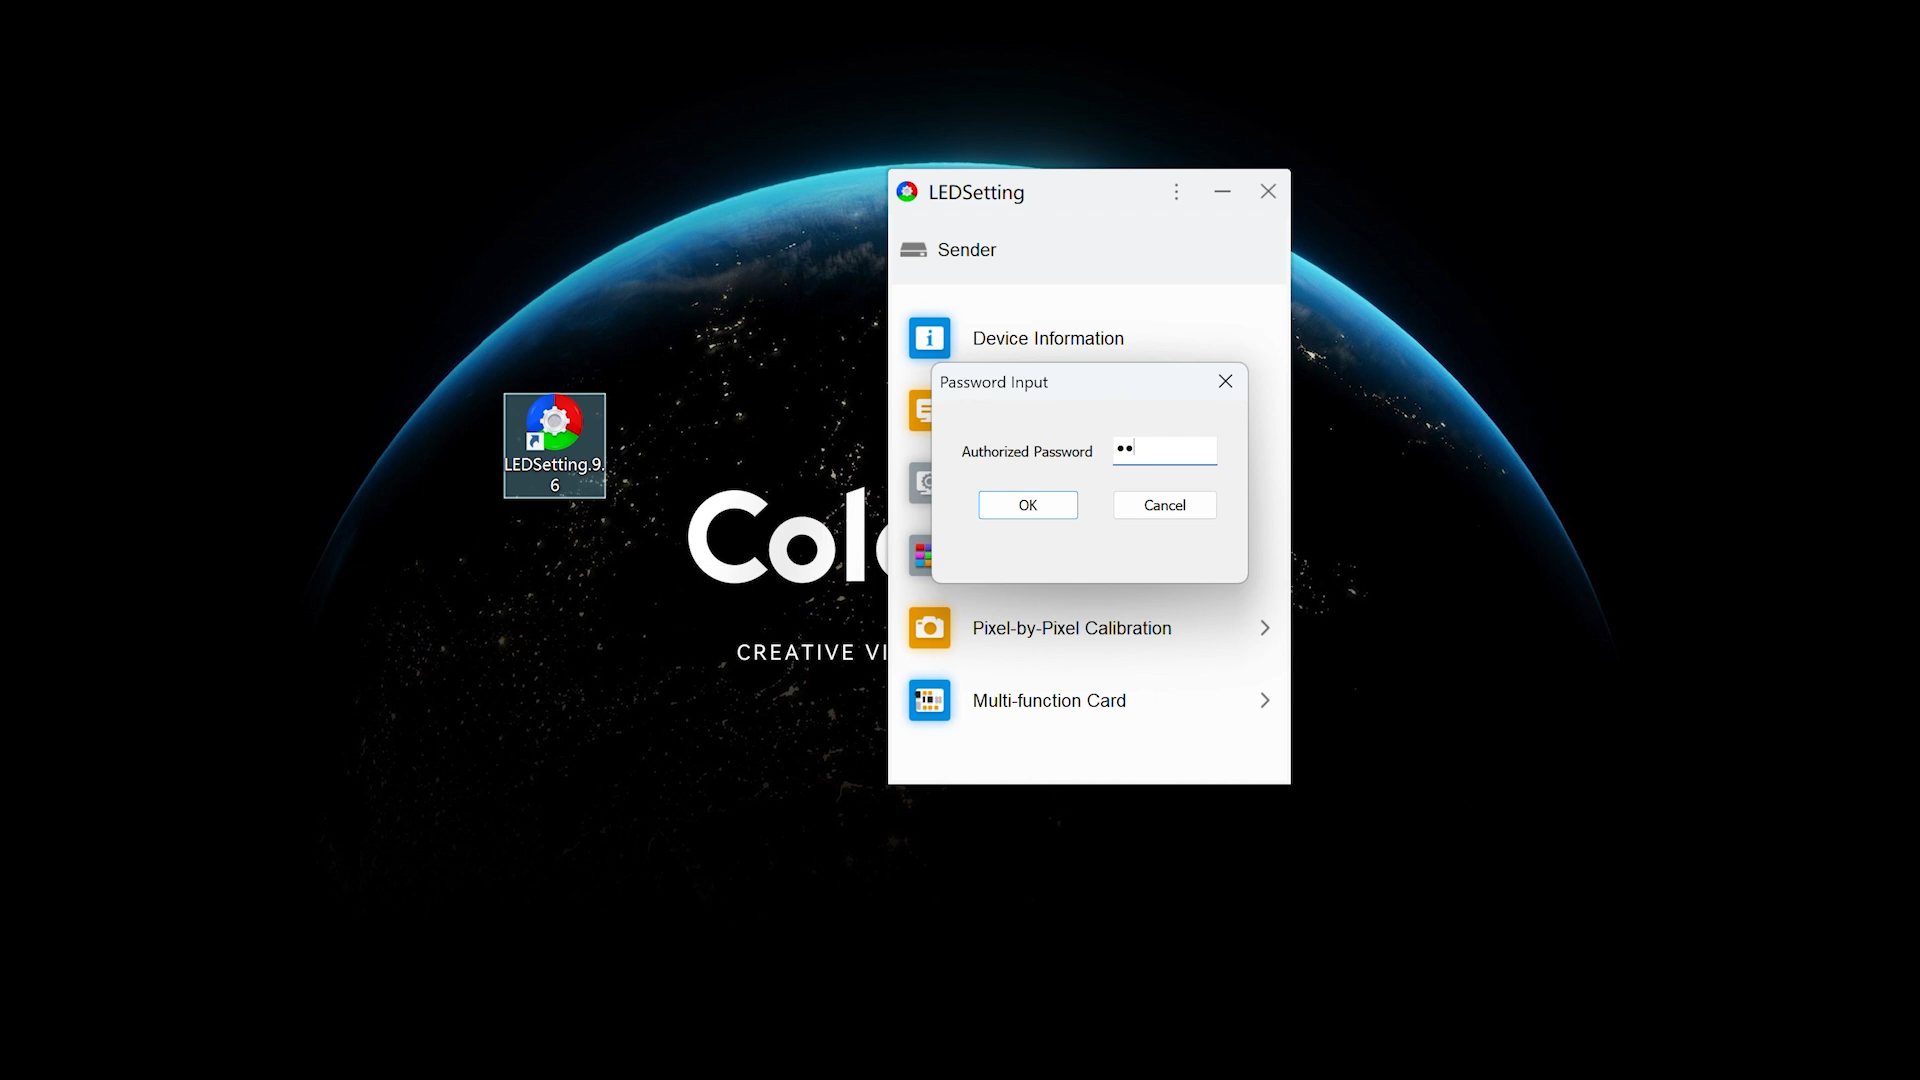 LEDSetting
Sender
Device Information
Password Input
Authorized Password
OK
Cancel
Pixel-by-Pixel Calibration
Multi-function Card
LEDSetting.9.
6
Col
CREATIVE VI